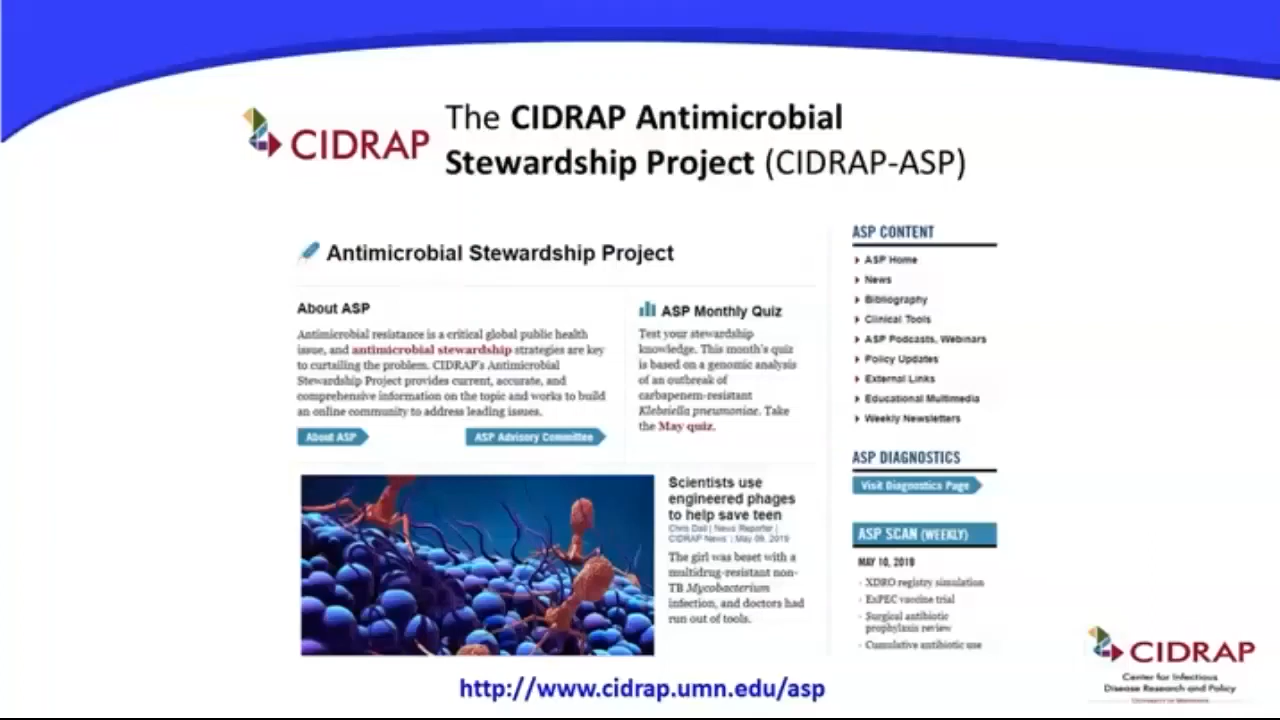 CIDRAP
The CIDRAP Antimicrobial
Stewardship Project (CIDRAP-ASP)
Antimicrobial Stewardship Project
About ASP
Antimicrobial resistance is a critical global public health
issue, and antimicrobial stewardship strategies are key
to curtailing the problem. CIDRAP's Antimicrobial
Stewardship Project provides current, accurate, and
comprehensive information on the topic and works to build
an online community to address leading issues.
About ASP
ASP Advisory Committee
ASP Monthly Quiz
Test your stewardship
knowledge. This month's quiz
is based on a genomic analysis
of an outbreak of
carbapenem-resistant
Klebsiella pneumoniae. Take
the May quiz.
Scientists use
engineered phages
to help save teen
Chris Dall | News Reporter |
CIDRAP News | May 09, 2019
The girl was beset with a
multidrug-resistant non-
TB Mycobacterium
infection, and doctors had
run out of tools.
ASP CONTENT
ASP Home
News
Bibliography
Clinical Tools
ASP Podcasts, Webinars
Policy Updates
External Links
Educational Multimedia
Weekly Newsletters
ASP DIAGNOSTICS
Visit Diagnostics Page
ASP SCAN (WEEKLY)
MAY 10, 2019
XDRO registry simulation
ExPEC vaccine trial
Surgical antibiotic
prophylaxis review
Cumulative antibiotic use
http://www.cidrap.umn.edu/asp
CIDRAP
Center for Infectious
Disease Research and Policy